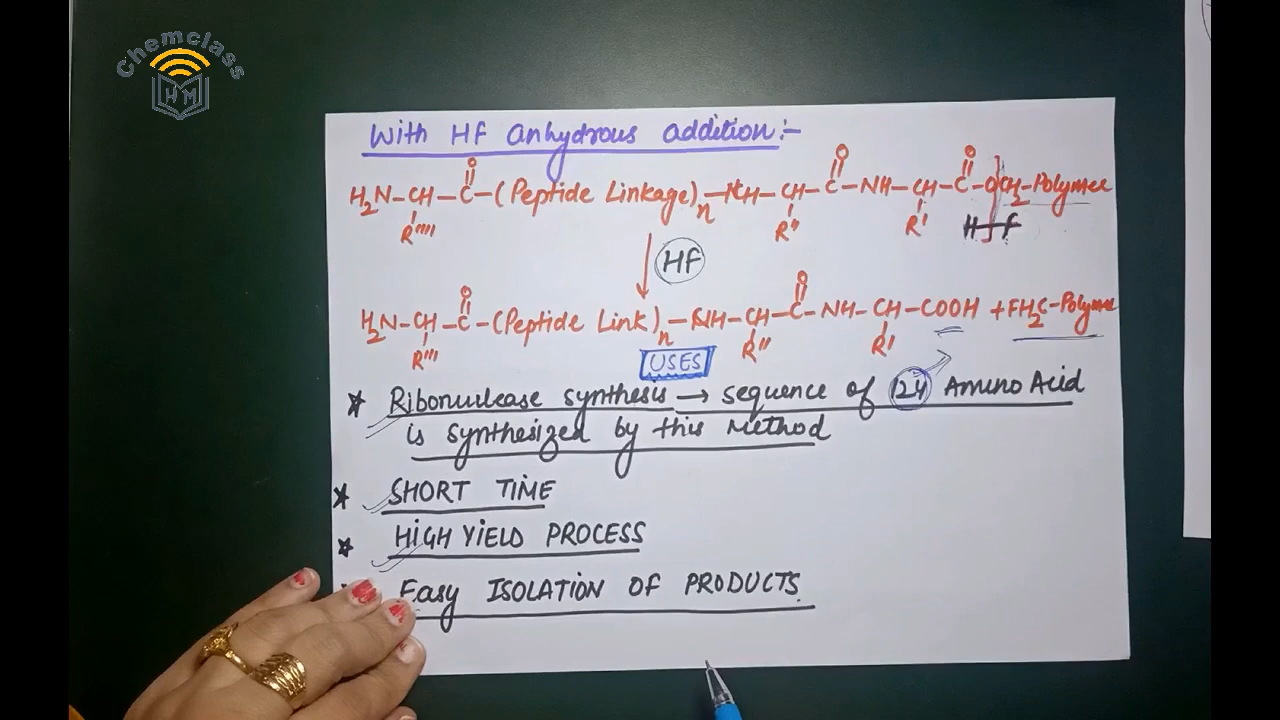 Chemclass
HM
With HF anhydrous addition:-
O O O
H2N-CH-C-(Peptide Linkage)n-NH-CH-C-NH-CH-C-OCH2-Polymer
R'''' R'' R' H-F
HF
O O
H2N-CH-C-(Peptide Link)n-NH-CH-C-NH-CH-COOH + FH2C-Polymer
R''' R'' R'
USES
* Ribonuclease synthesis → sequence of 124 Amino Acid
is synthesized by this Method
* SHORT TIME
* HIGH YIELD PROCESS
Easy ISOLATION OF PRODUCTS.